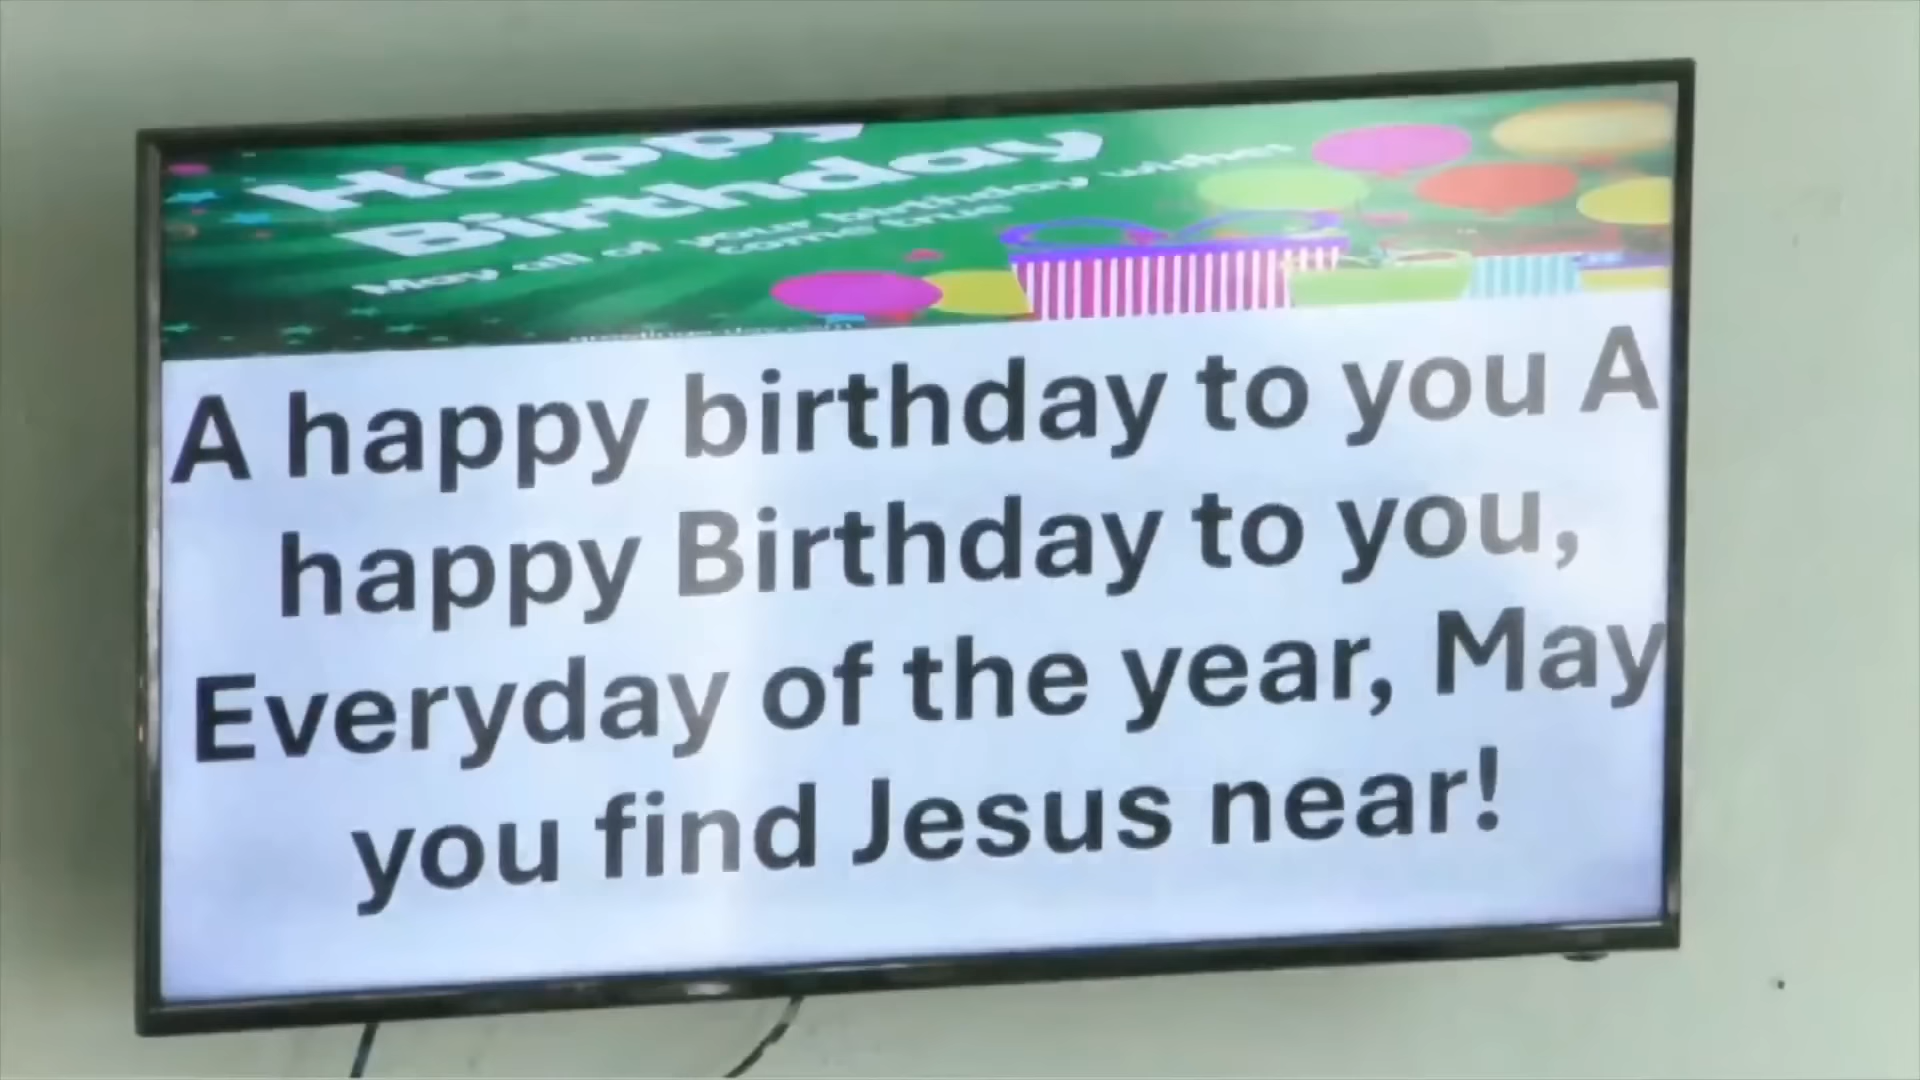 Happy
Birthday
May all of your birthday wishes
come true
A happy birthday to you A
happy Birthday to you,
Everyday of the year, May
you find Jesus near!